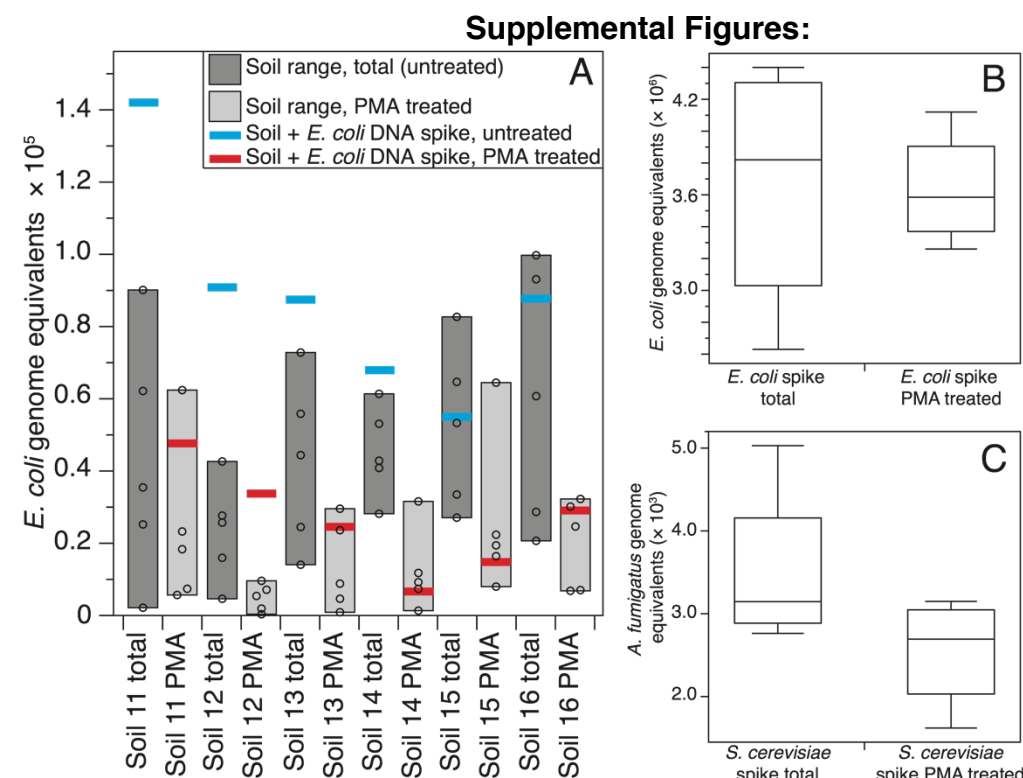 Supplemental Figures:
A
Soil range, total (untreated)
Soil range, PMA treated
Soil + E. coli DNA spike, untreated
Soil + E. coli DNA spike, PMA treated
E. coli genome equivalents × 10⁵
1.4
1.2
1.0
0.8
0.6
0.4
0.2
0
Soil 11 total
Soil 11 PMA
Soil 12 total
Soil 12 PMA
Soil 13 total
Soil 13 PMA
Soil 14 total
Soil 14 PMA
Soil 15 total
Soil 15 PMA
Soil 16 total
Soil 16 PMA
B
E. coli genome equivalents (× 10⁶)
4.2
3.6
3.0
E. coli spike
total
E. coli spike
PMA treated
C
A. fumigatus genome
equivalents (× 10³)
5.0
4.0
3.0
2.0
S. cerevisiae
spike total
S. cerevisiae
spike PMA treated